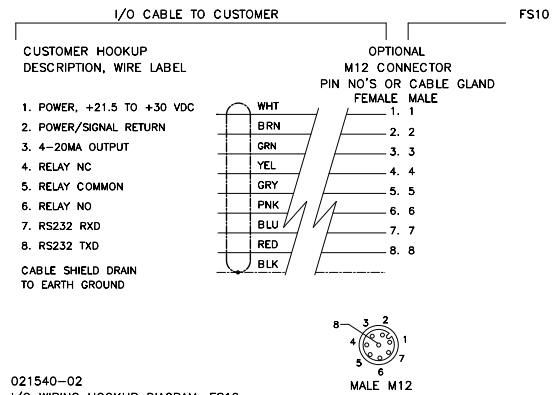 I/O CABLE TO CUSTOMER FS10
CUSTOMER HOOKUP
DESCRIPTION, WIRE LABEL
OPTIONAL
M12 CONNECTOR
PIN NO'S OR CABLE GLAND
FEMALE MALE
1. POWER, +21.5 TO +30 VDC WHT 1. 1
2. POWER/SIGNAL RETURN BRN 2. 2
3. 4-20MA OUTPUT GRN 3. 3
4. RELAY NC YEL 4. 4
5. RELAY COMMON GRY 5. 5
6. RELAY NO PNK 6. 6
7. RS232 RXD BLU 7. 7
8. RS232 TXD RED 8. 8
BLK
CABLE SHIELD DRAIN
TO EARTH GROUND
8 3 2
4 1
5 7
6
MALE M12
021540-02
I/O WIRING HOOKUP DIAGRAM, FS10